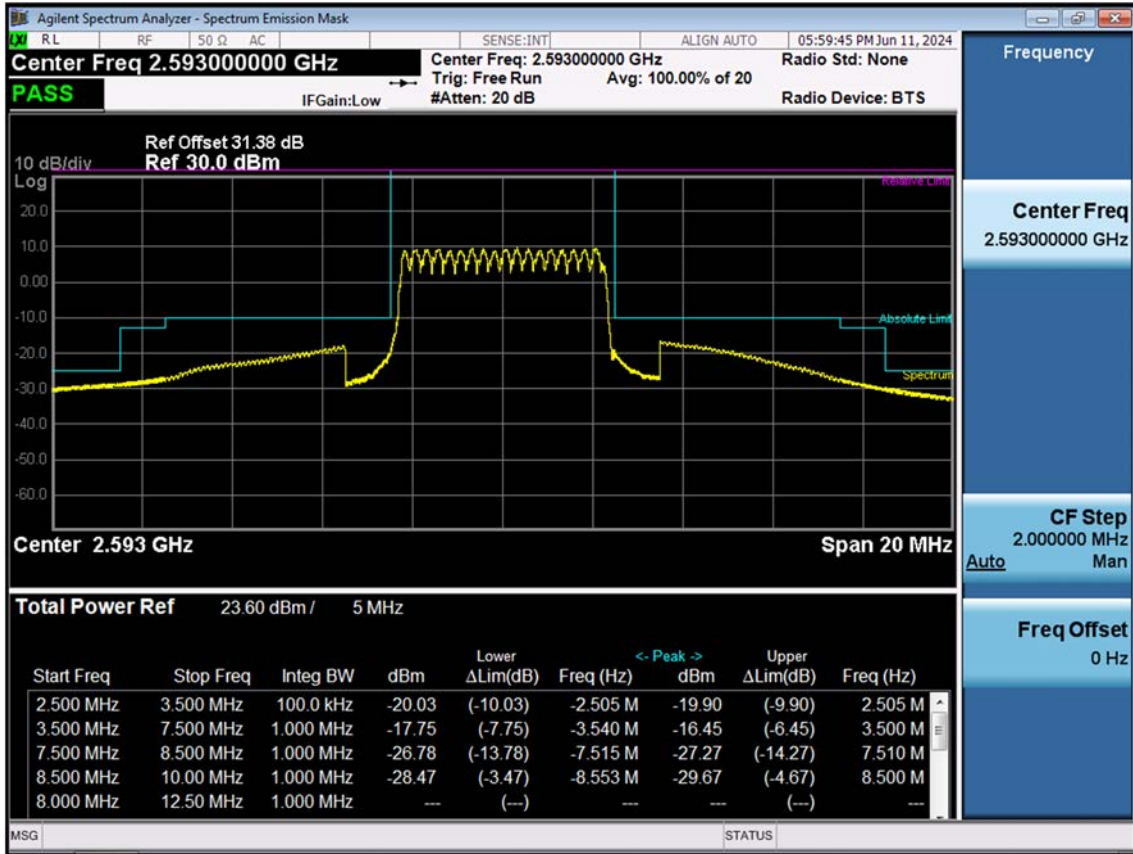 Agilent Spectrum Analyzer - Spectrum Emission Mask
LXI RL RF 50 Ω AC SENSE:INT ALIGN AUTO 05:59:45 PM Jun 11, 2024
Center Freq 2.593000000 GHz
PASS
IFGain:Low
Center Freq: 2.593000000 GHz
Trig: Free Run Avg: 100.00% of 20
#Atten: 20 dB
Radio Std: None
Radio Device: BTS
Ref Offset 31.38 dB
10 dB/div Ref 30.0 dBm
Log
Relative Limit
20.0
10.0
0.00
-10.0
Absolute Limit
-20.0
Spectrum
-30.0
-40.0
-50.0
-60.0
Center 2.593 GHz Span 20 MHz
Total Power Ref 23.60 dBm / 5 MHz
Lower <- Peak -> Upper
Start Freq Stop Freq Integ BW dBm ΔLim(dB) Freq (Hz) dBm ΔLim(dB) Freq (Hz)
2.500 MHz 3.500 MHz 100.0 kHz -20.03 (-10.03) -2.505 M -19.90 (-9.90) 2.505 M
3.500 MHz 7.500 MHz 1.000 MHz -17.75 (-7.75) -3.540 M -16.45 (-6.45) 3.500 M
7.500 MHz 8.500 MHz 1.000 MHz -26.78 (-13.78) -7.515 M -27.27 (-14.27) 7.510 M
8.500 MHz 10.00 MHz 1.000 MHz -28.47 (-3.47) -8.553 M -29.67 (-4.67) 8.500 M
8.000 MHz 12.50 MHz 1.000 MHz --- (---) --- --- (---) ---
MSG STATUS
Frequency
Center Freq
2.593000000 GHz
CF Step
2.000000 MHz
Auto Man
Freq Offset
0 Hz